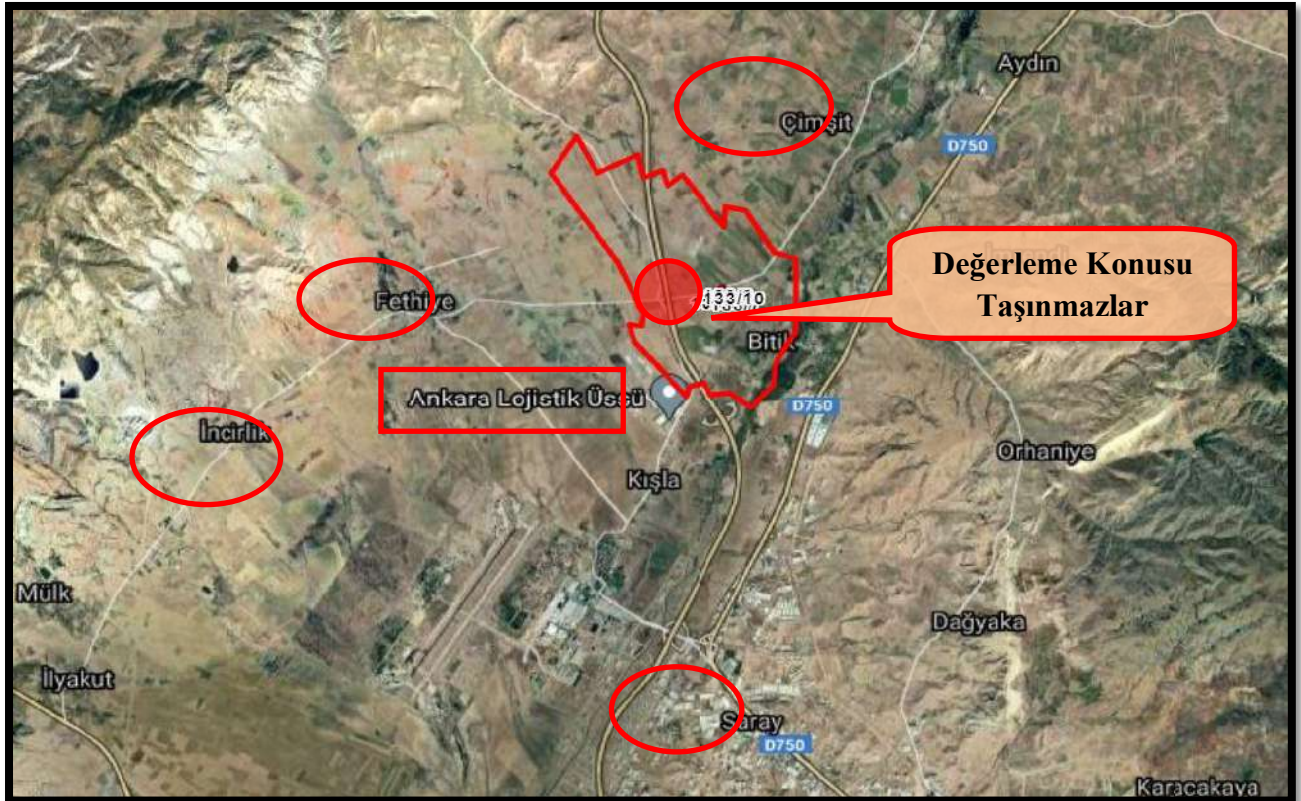 Aydın
Çimşit
D750
Değerleme Konusu
Taşınmazlar
Fethiye
133/10
Bitik
Ankara Lojistik Üssü
D750
İncirlik
Orhaniye
Kışla
Mülk
Dağyaka
İlyakut
Saray
D750
Karacakaya